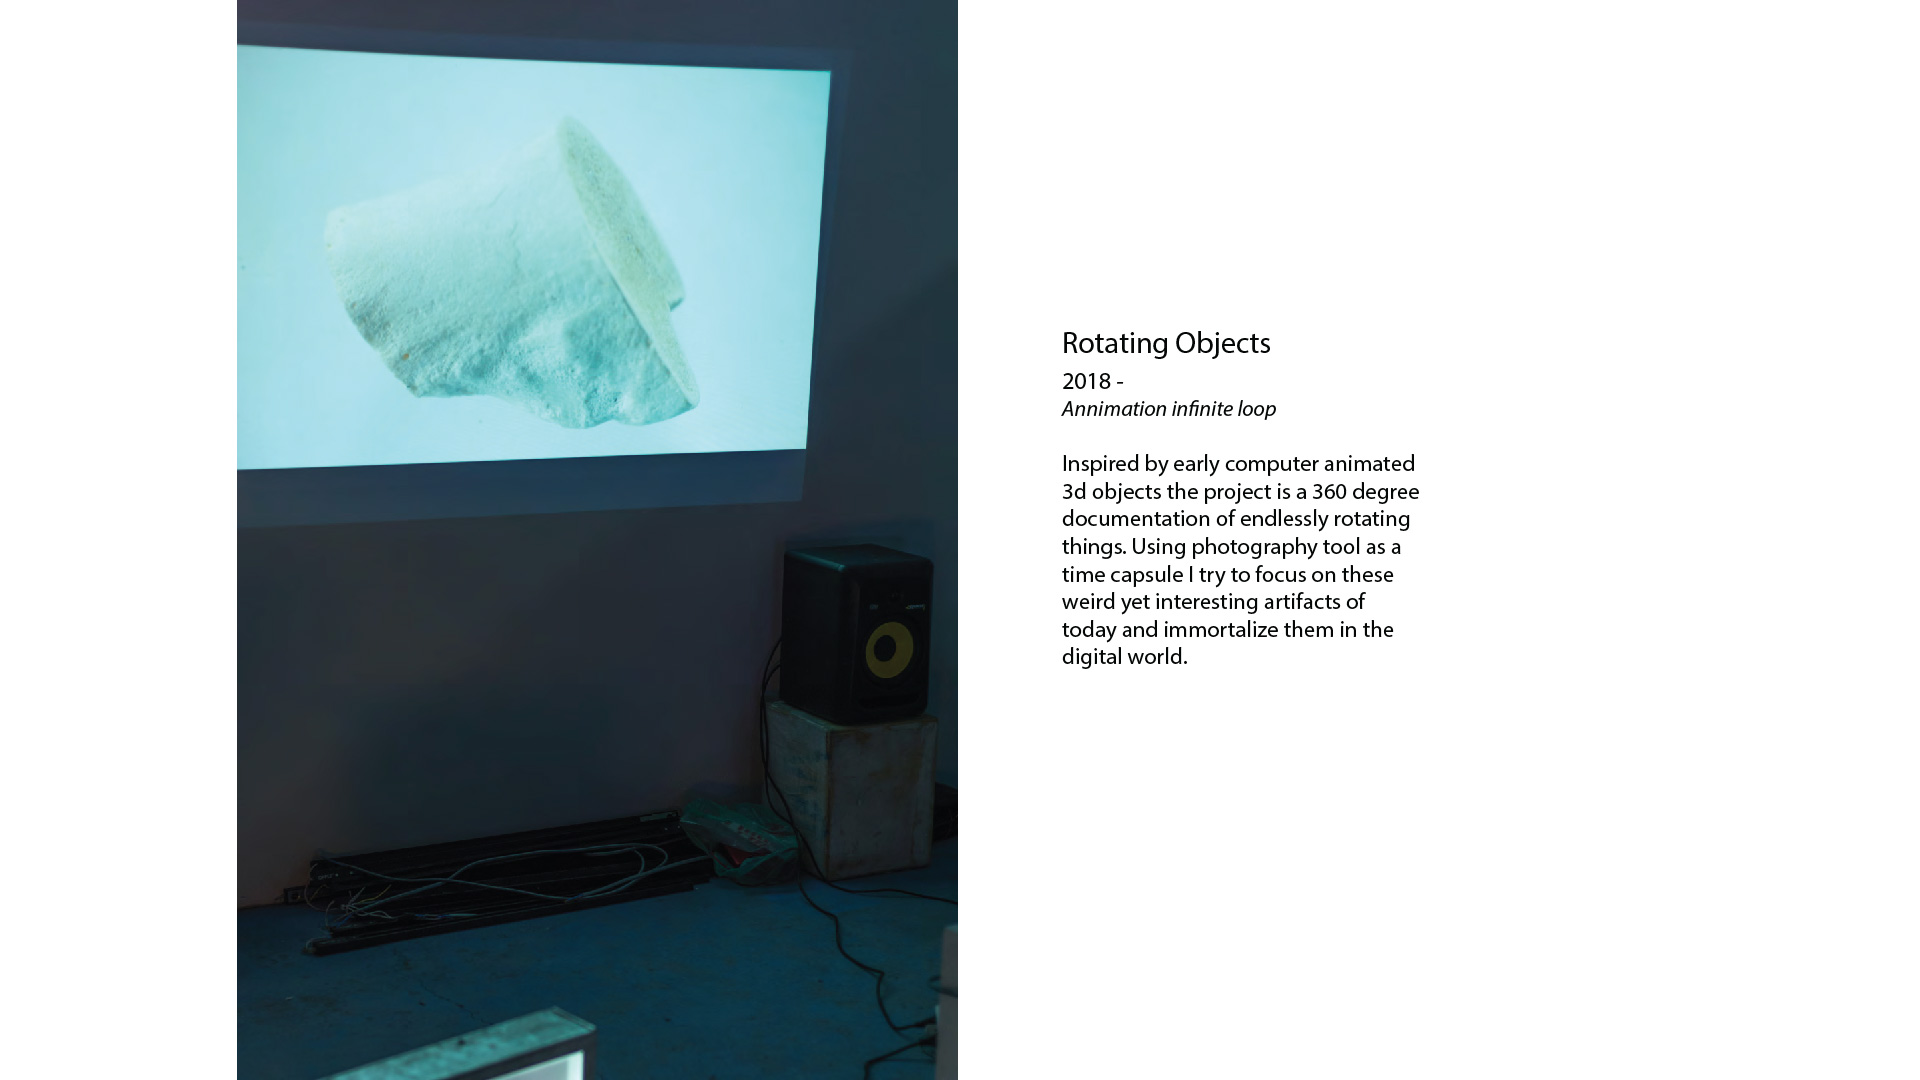 Rotating Objects
2018 -
Annimation infinite loop
Inspired by early computer animated
3d objects the project is a 360 degree
documentation of endlessly rotating
things. Using photography tool as a
time capsule I try to focus on these
weird yet interesting artifacts of
today and immortalize them in the
digital world.